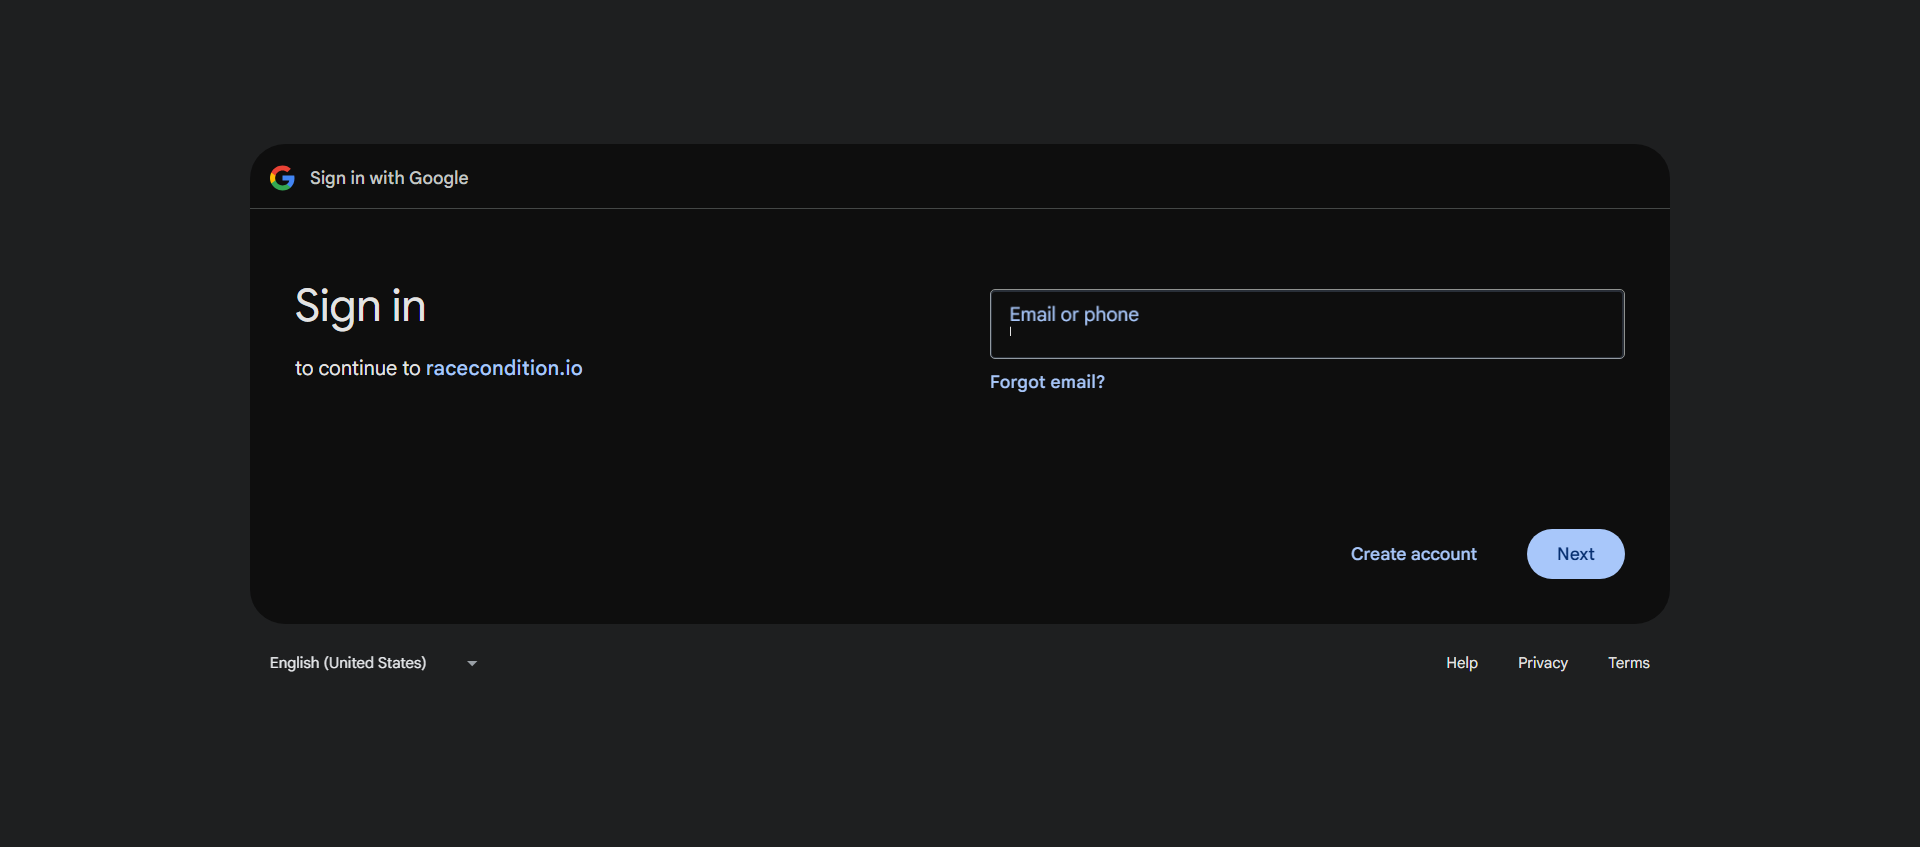 Sign in with Google
Sign in
to continue to racecondition.io
Email or phone
Forgot email?
Create account
Next
English (United States)
Help
Privacy
Terms